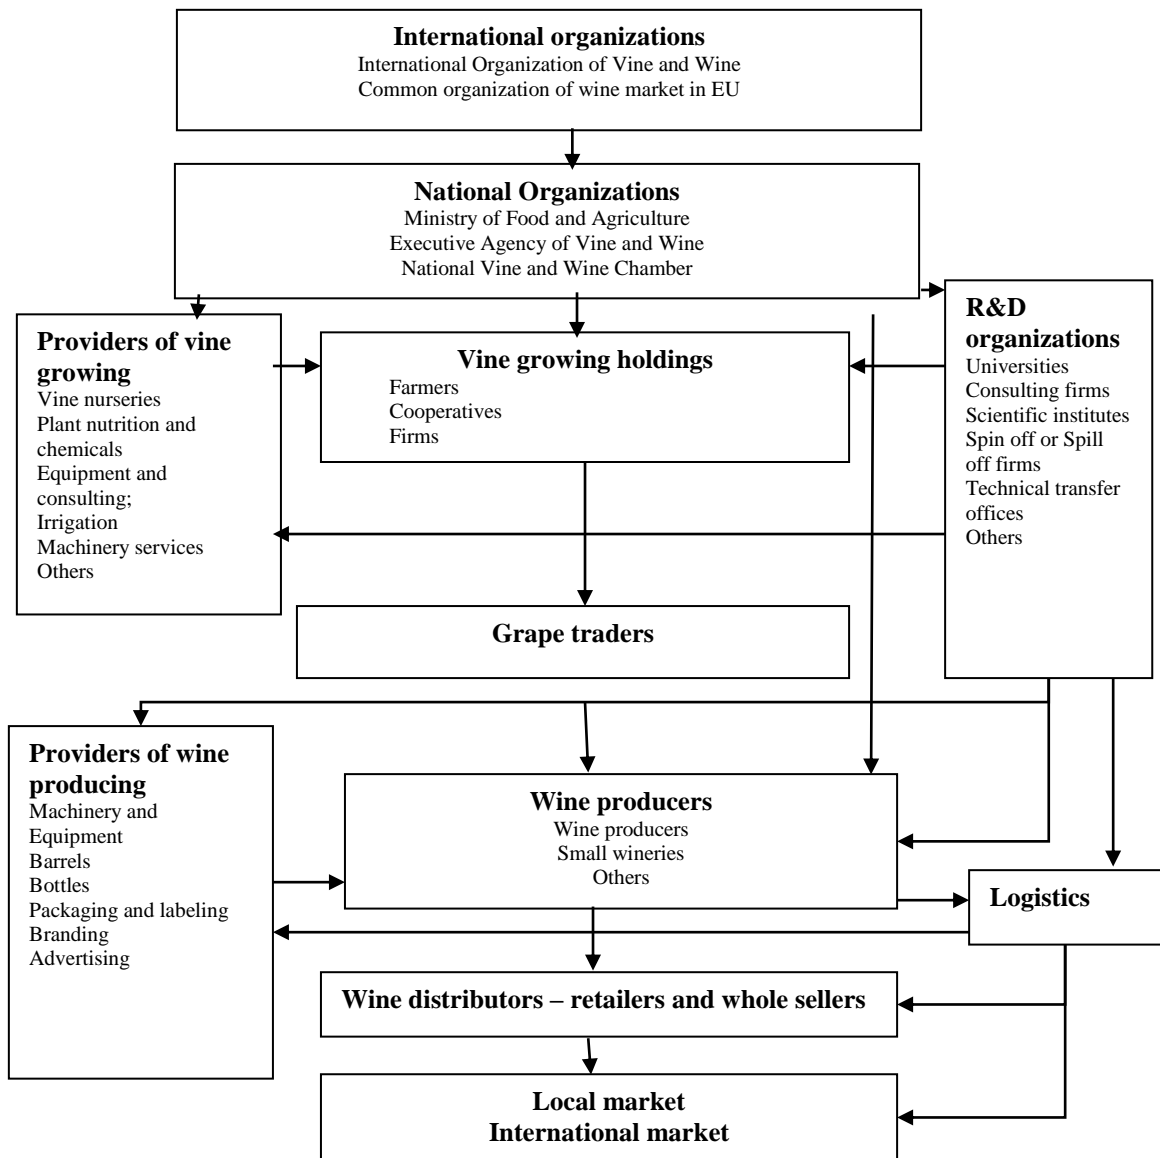 International organizations
International Organization of Vine and Wine
Common organization of wine market in EU
National Organizations
Ministry of Food and Agriculture
Executive Agency of Vine and Wine
National Vine and Wine Chamber
Providers of vine
growing
Vine nurseries
Plant nutrition and
chemicals
Equipment and
consulting;
Irrigation
Machinery services
Others
Vine growing holdings
Farmers
Cooperatives
Firms
R&D
organizations
Universities
Consulting firms
Scientific institutes
Spin off or Spill
off firms
Technical transfer
offices
Others
Grape traders
Providers of wine
producing
Machinery and
Equipment
Barrels
Bottles
Packaging and labeling
Branding
Advertising
Wine producers
Wine producers
Small wineries
Others
Logistics
Wine distributors – retailers and whole sellers
Local market
International market